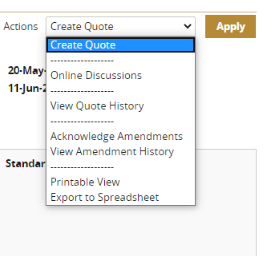 Actions Create Quote Apply
Create Quote
-------------------
20-May-
Online Discussions
-------------------
11-Jun-2
View Quote History
-------------------
Acknowledge Amendments
View Amendment History
Standar
-------------------
Printable View
Export to Spreadsheet